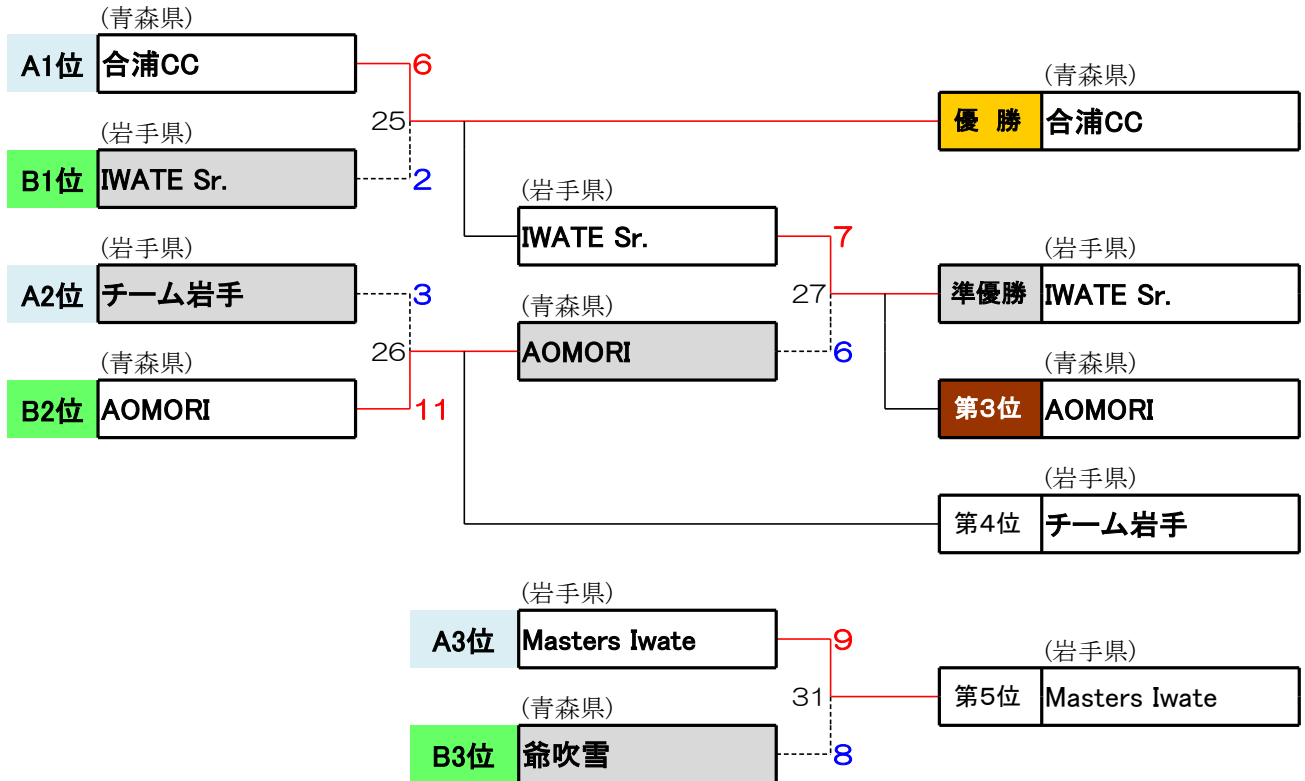 (青森県)
A1位 合浦CC 6
(青森県)
25 優 勝 合浦CC
(岩手県)
B1位 IWATE Sr. 2
(岩手県)
IWATE Sr. 7
(岩手県)
(岩手県)
A2位 チーム岩手 3
27 準優勝 IWATE Sr.
(青森県)
26 AOMORI 6
(青森県)
(青森県)
B2位 AOMORI 11
第3位 AOMORI
(岩手県)
第4位 チーム岩手
(岩手県)
A3位 Masters Iwate 9
(岩手県)
31 第5位 Masters Iwate
(青森県)
B3位 爺吹雪 8